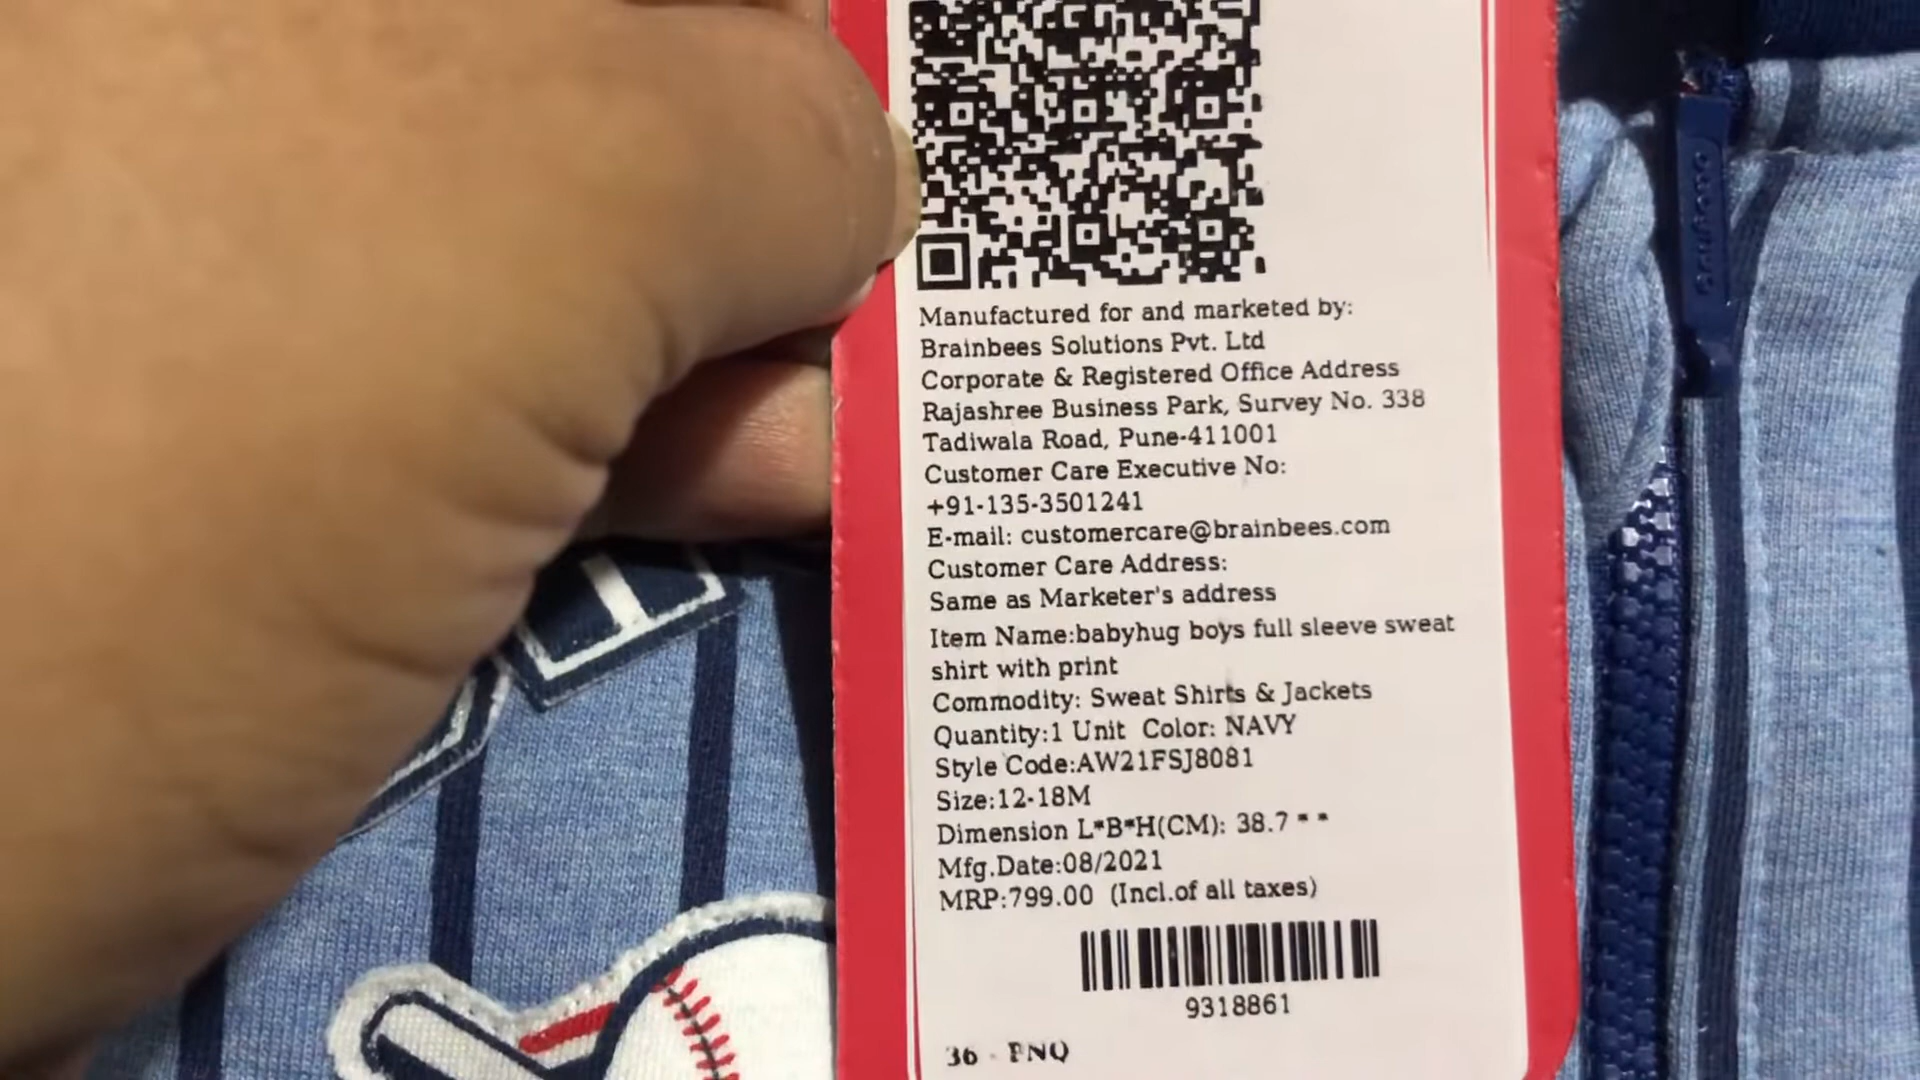 Manufactured for and marketed by:
Brainbees Solutions Pvt. Ltd
Corporate & Registered Office Address
Rajashree Business Park, Survey No. 338
Tadiwala Road, Pune-411001
Customer Care Executive No:
+91-135-3501241
E-mail: customercare@brainbees.com
Customer Care Address:
Same as Marketer's address
Item Name:babyhug boys full sleeve sweat
shirt with print
Commodity: Sweat Shirts & Jackets
Quantity:1 Unit Color: NAVY
Style Code:AW21FSJ8081
Size:12-18M
Dimension L*B*H(CM): 38.7 * *
Mfg.Date:08/2021
MRP:799.00 (Incl.of all taxes)
9318861
36 - PNQ